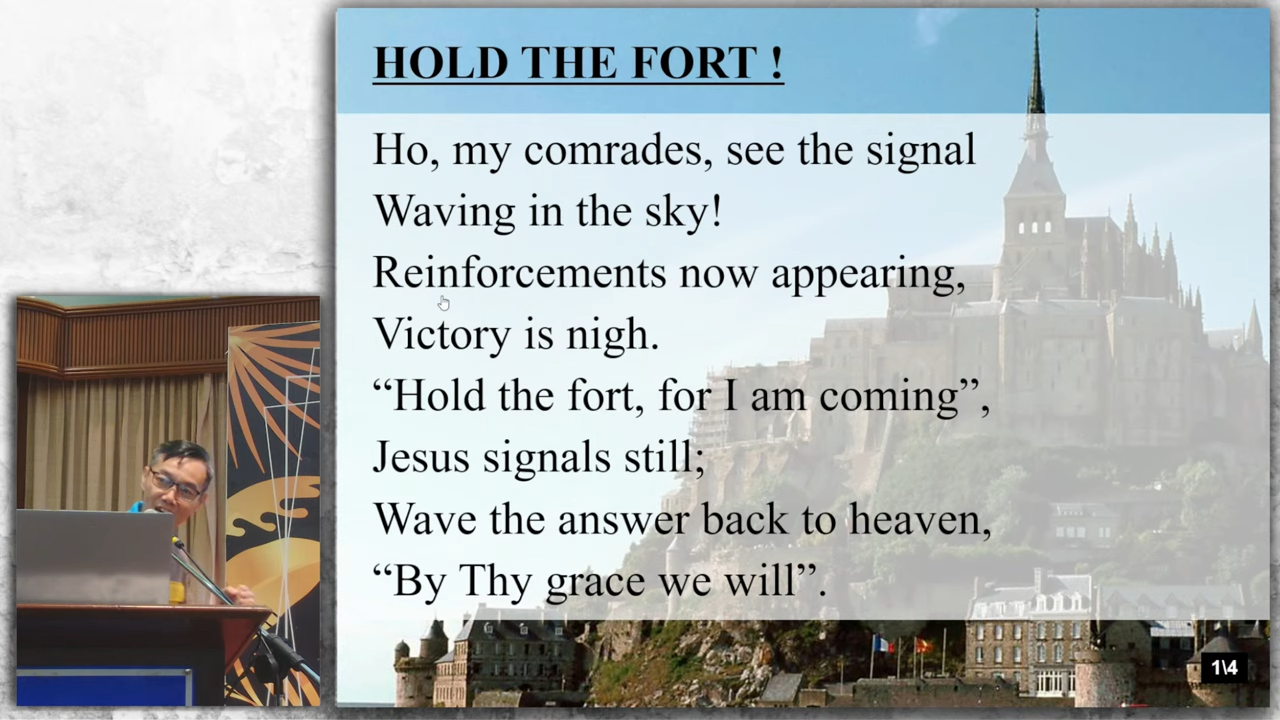 HOLD THE FORT !
Ho, my comrades, see the signal
Waving in the sky!
Reinforcements now appearing,
Victory is nigh.
“Hold the fort, for I am coming”,
Jesus signals still;
Wave the answer back to heaven,
“By Thy grace we will”.
1\4